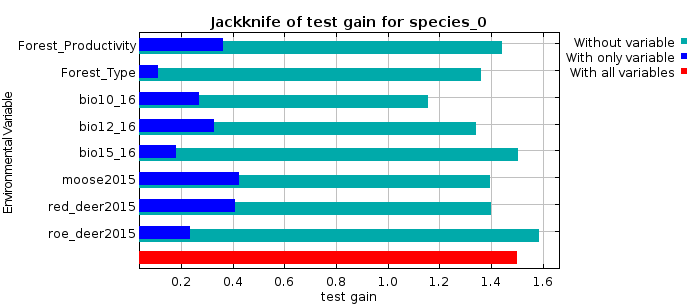 Jackknife of test gain for species_0
Environmental Variable
Forest_Productivity
Forest_Type
bio10_16
bio12_16
bio15_16
moose2015
red_deer2015
roe_deer2015
0.2 0.4 0.6 0.8 1.0 1.2 1.4 1.6
test gain
Without variable
With only variable
With all variables